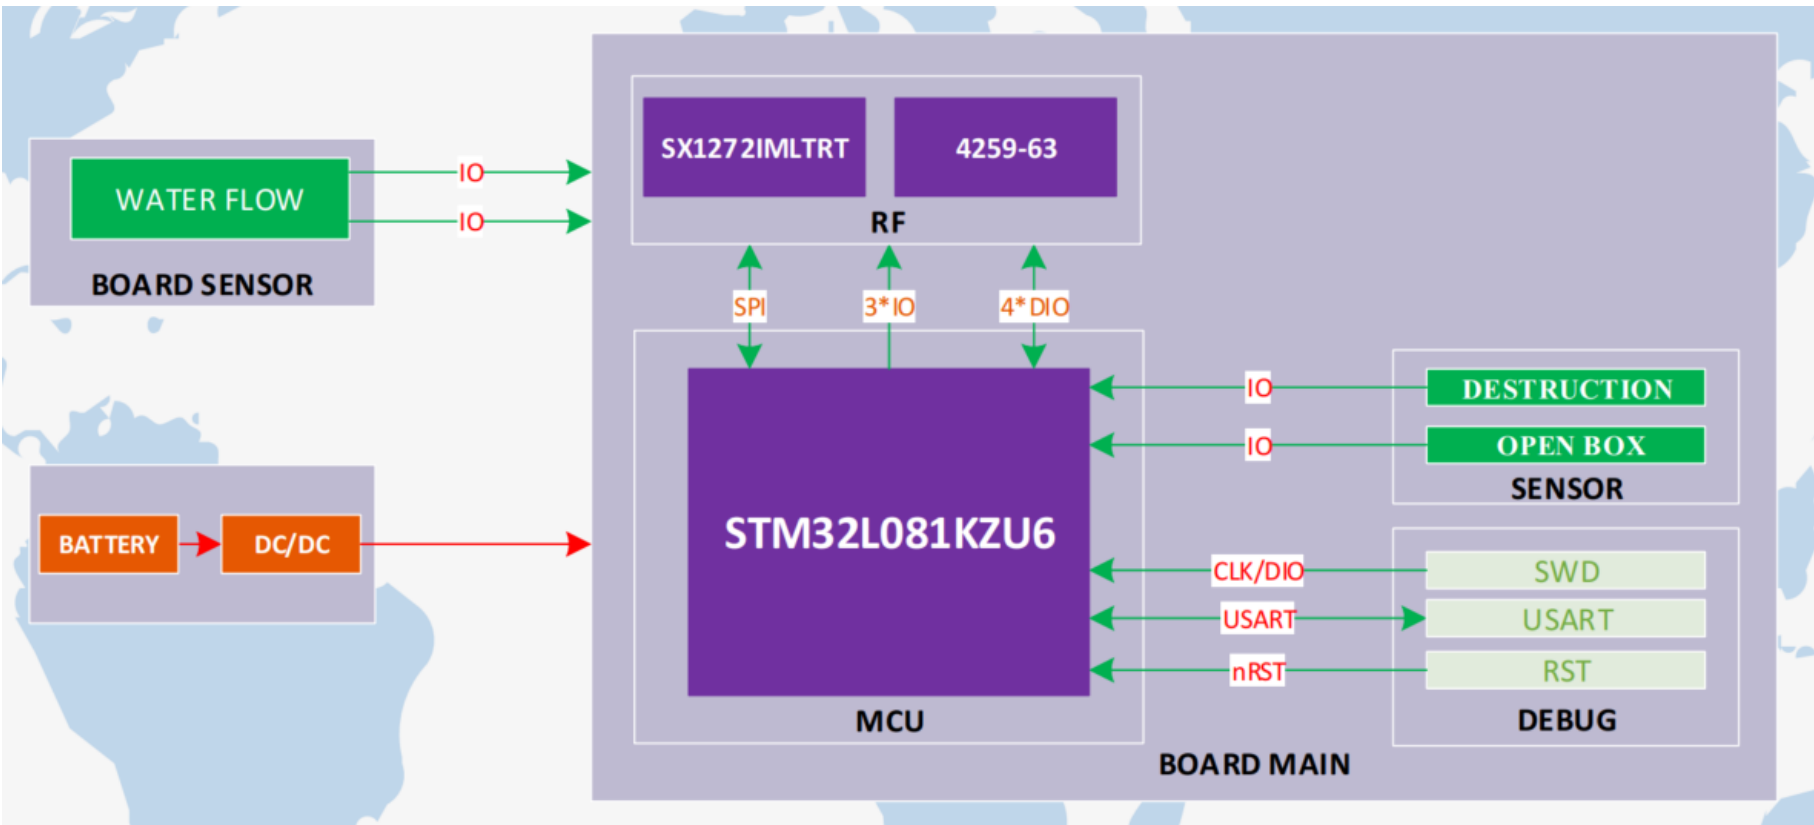 SX1272IMLTRT
4259-63
RF
IO
IO
WATER FLOW
BOARD SENSOR
SPI
3*IO
4*DIO
IO
DESTRUCTION
IO
OPEN BOX
SENSOR
STM32L081KZU6
BATTERY
DC/DC
CLK/DIO
SWD
USART
USART
nRST
RST
MCU
DEBUG
BOARD MAIN